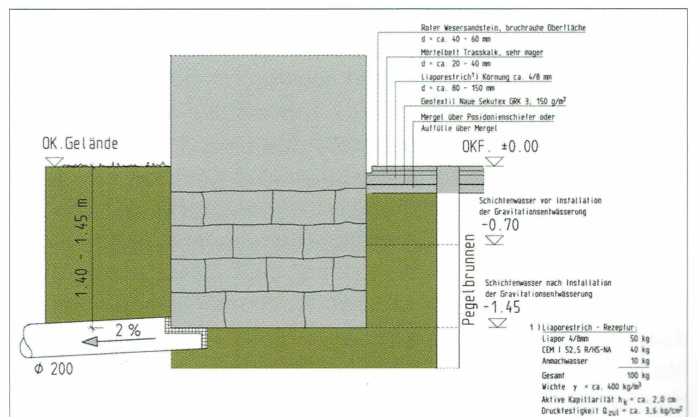 Roter Wesersandstein, bruchrauhe Oberfläche
d = ca. 40 - 60 mm
Mörtelbett Trasskalk, sehr mager
d = ca. 20 - 40 mm
Liaporestrich¹) Körnung ca. 4/8 mm
d = ca. 80 - 150 mm
Geotextil Naue Sekutex GRK 3, 150 g/m²
Mergel über Posidonienschiefer oder
Auffülle über Mergel
OK.Gelände
OKF. ±0.00
1.40 - 1.45 m
Schichtenwasser vor Installation
der Gravitationsentwässerung
-0.70
Pegelbrunnen
Schichtenwasser nach Installation
der Gravitationsentwässerung
-1.45
2 %
Φ 200
1 ) Liaporestrich - Rezeptur:
Liapor 4/8mm 50 kg
CEM I 52,5 R/HS-NA 40 kg
Anmachwasser 10 kg
Gesamt 100 kg
Wichte γ = ca. 400 kg/m³
Aktive Kapillarität hk = ca. 2,0 cm
Druckfestigkeit Qzul = ca. 3,6 kg/cm²